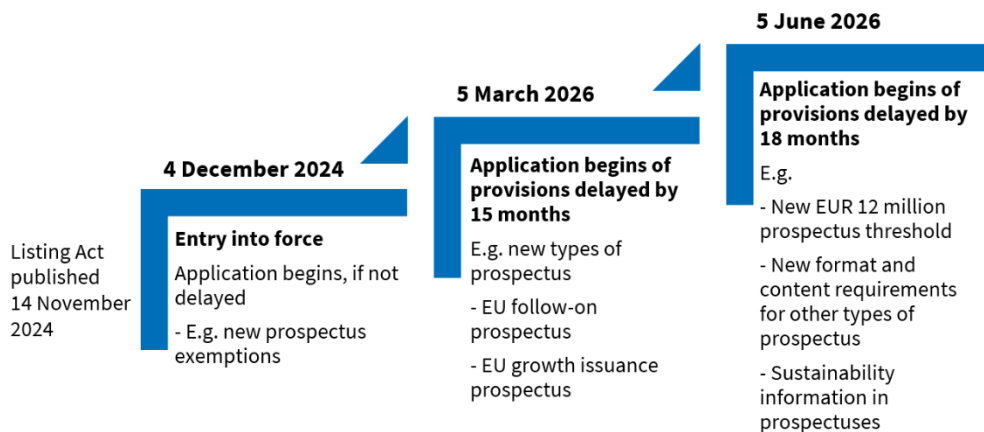 Listing Act
published
14 November
2024
4 December 2024
Entry into force
Application begins, if not
delayed
- E.g. new prospectus
exemptions
5 March 2026
Application begins of
provisions delayed by
15 months
E.g. new types of
prospectus
- EU follow-on
prospectus
- EU growth issuance
prospectus
5 June 2026
Application begins of
provisions delayed by
18 months
E.g.
- New EUR 12 million
prospectus threshold
- New format and
content requirements
for other types of
prospectus
- Sustainability
information in
prospectuses